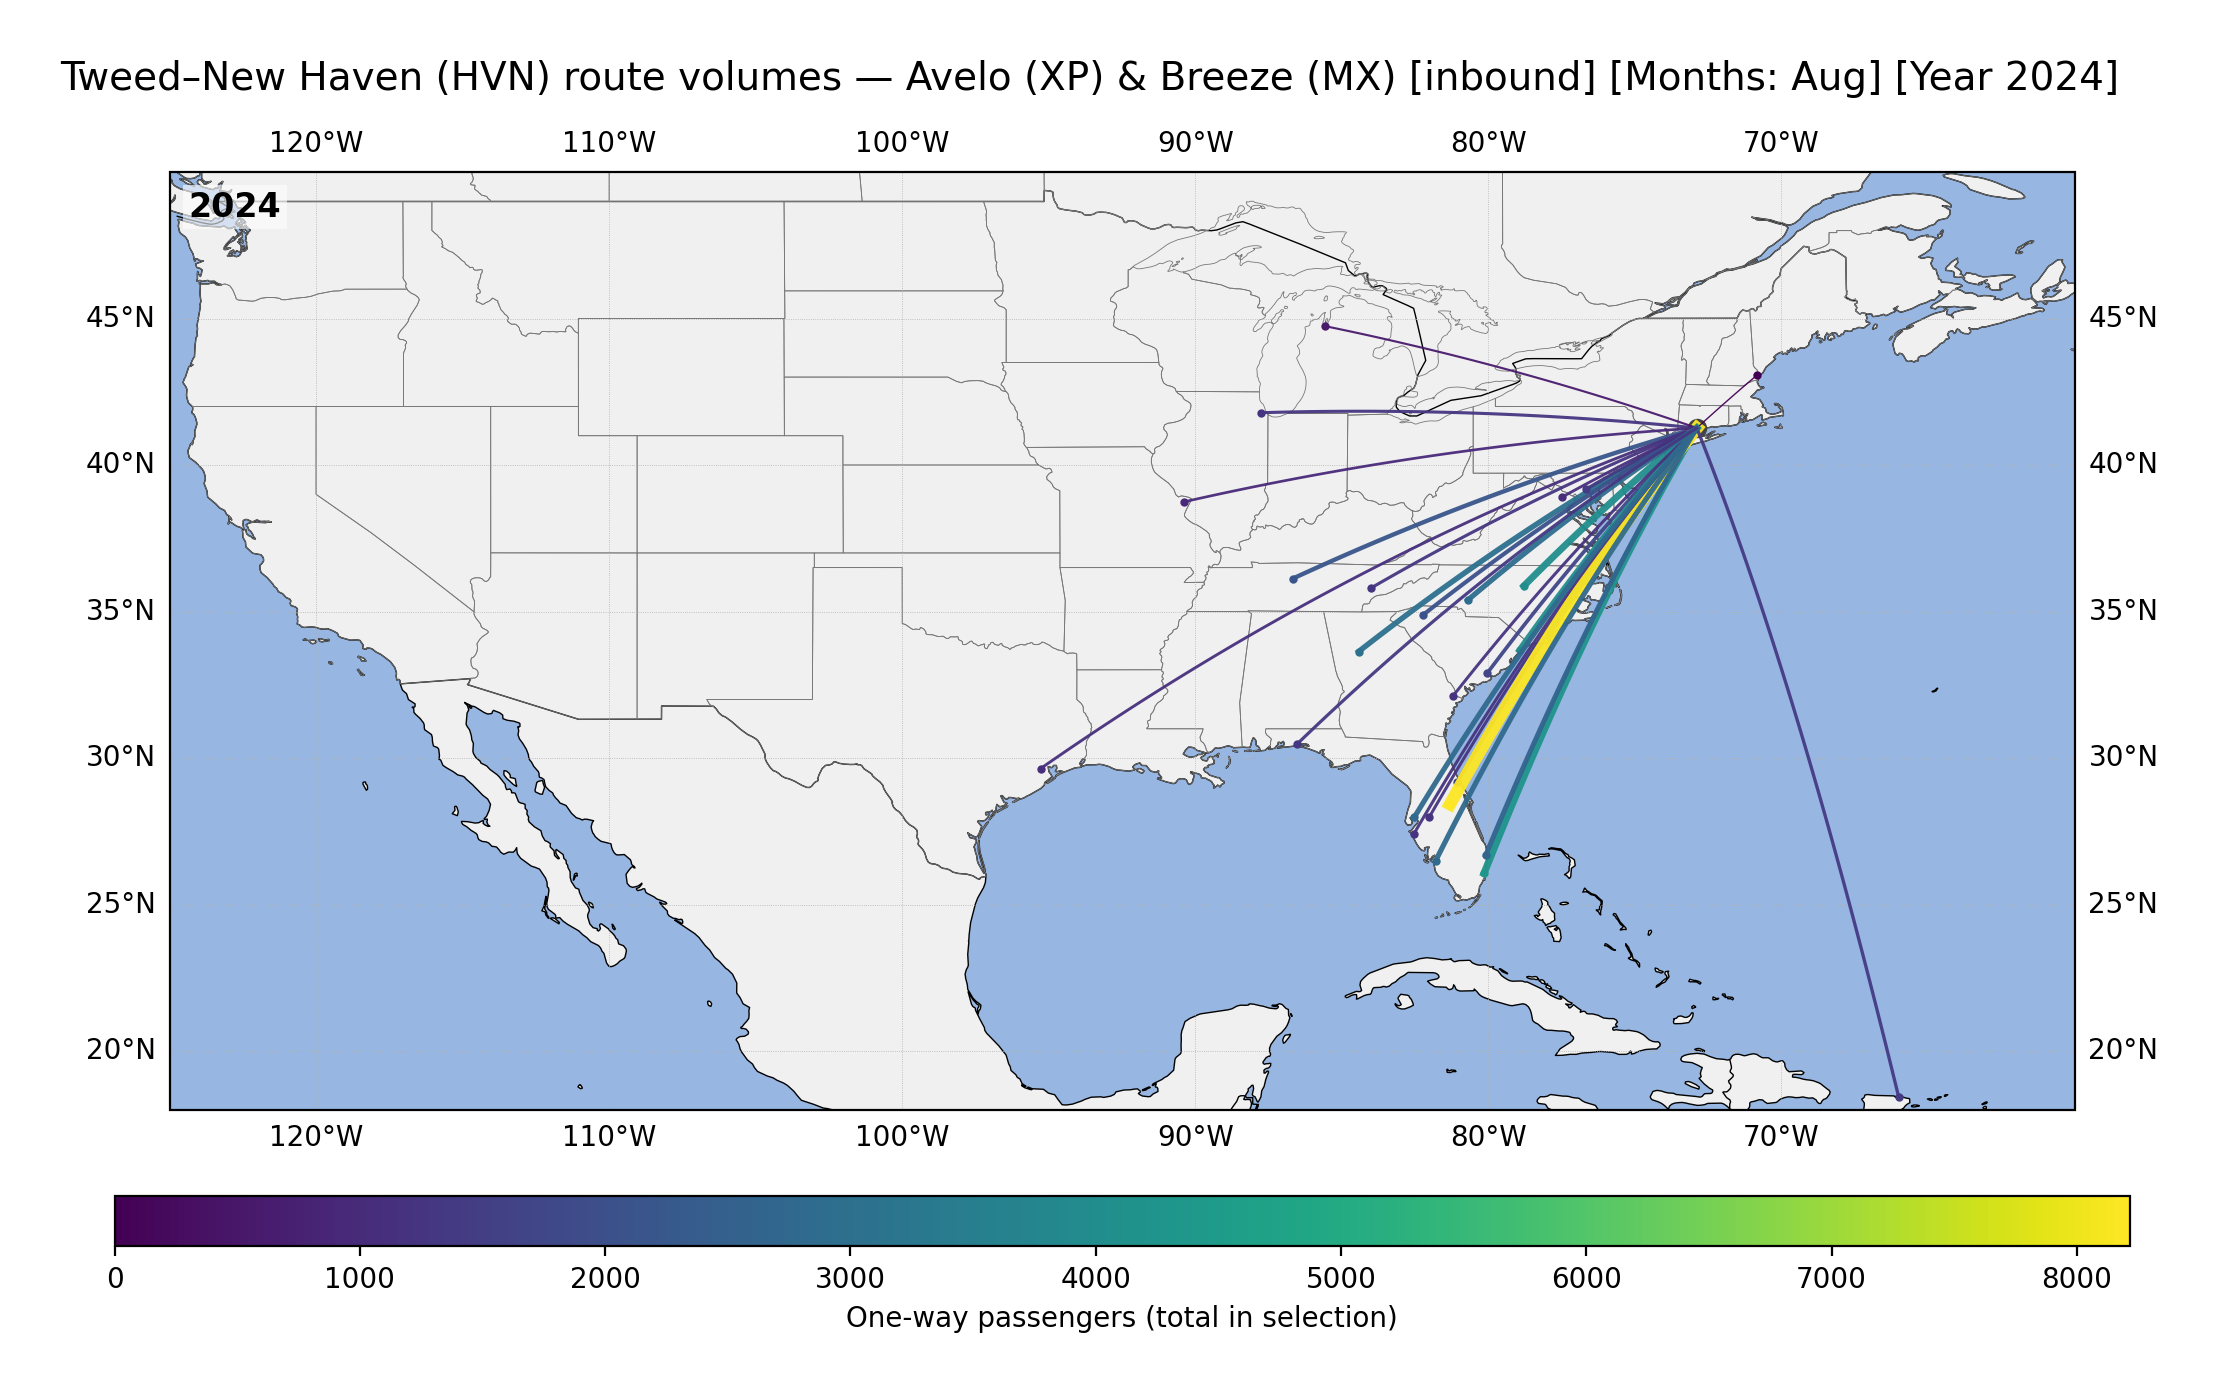 Tweed–New Haven (HVN) route volumes — Avelo (XP) & Breeze (MX) [inbound] [Months: Aug] [Year 2024]
120°W 110°W 100°W 90°W 80°W 70°W
2024
45°N 45°N
40°N 40°N
35°N 35°N
30°N 30°N
25°N 25°N
20°N 20°N
120°W 110°W 100°W 90°W 80°W 70°W
0 1000 2000 3000 4000 5000 6000 7000 8000
One-way passengers (total in selection)